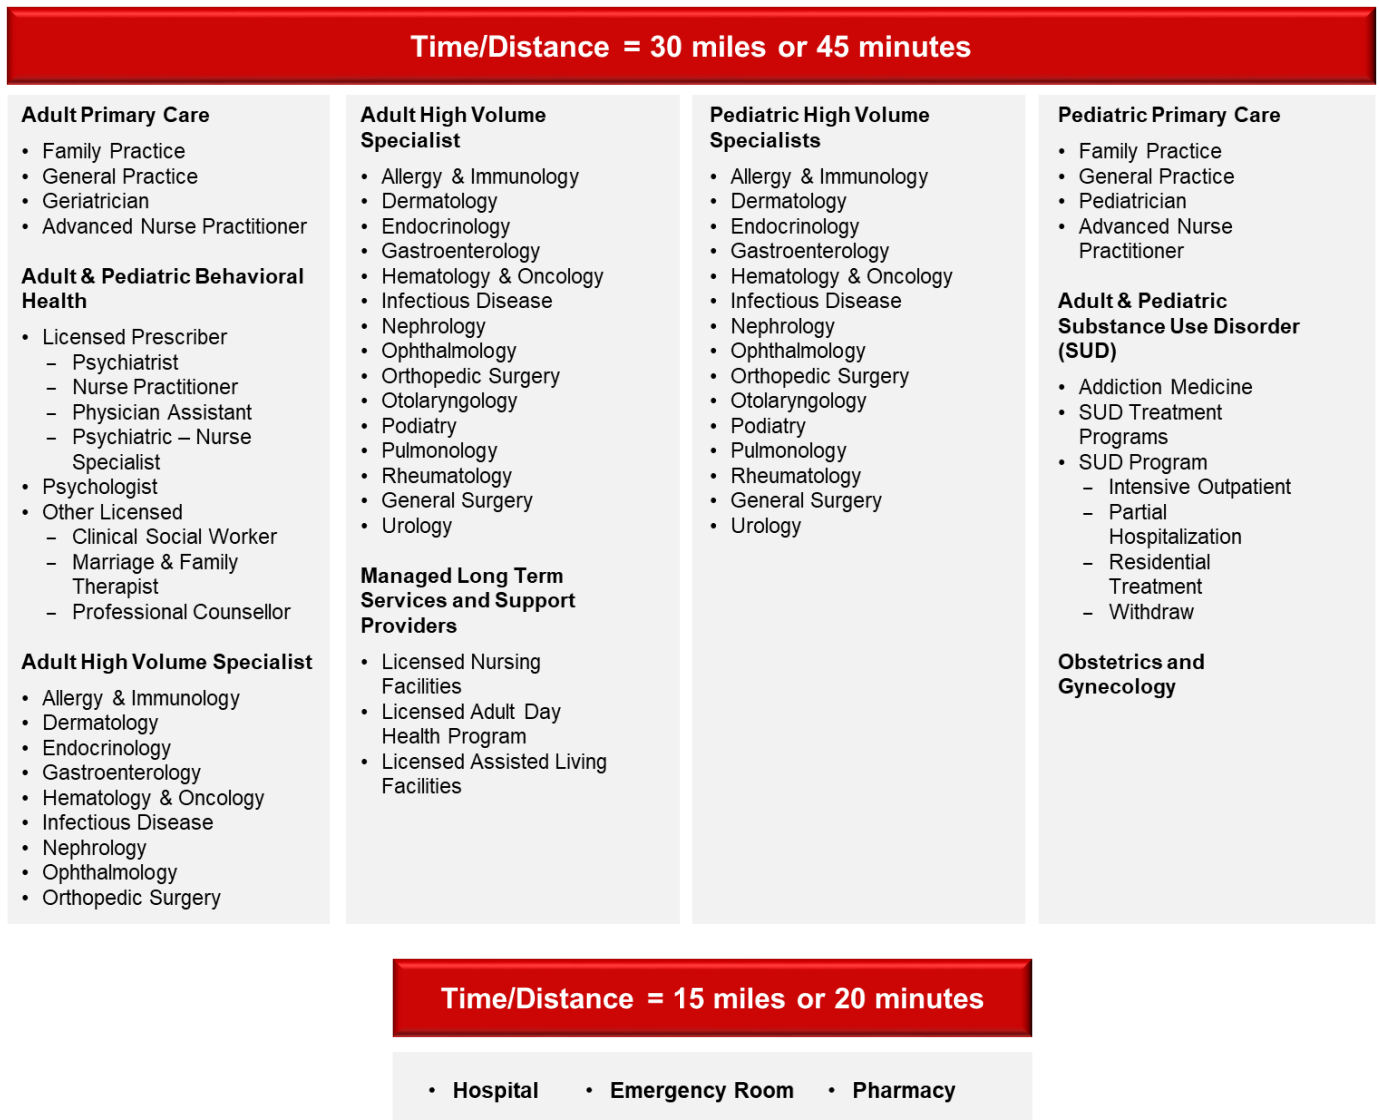 Time/Distance = 30 miles or 45 minutes
Adult Primary Care
• Family Practice
• General Practice
• Geriatrician
• Advanced Nurse Practitioner
Adult & Pediatric Behavioral
Health
• Licensed Prescriber
– Psychiatrist
– Nurse Practitioner
– Physician Assistant
– Psychiatric – Nurse
Specialist
• Psychologist
• Other Licensed
– Clinical Social Worker
– Marriage & Family
Therapist
– Professional Counsellor
Adult High Volume Specialist
• Allergy & Immunology
• Dermatology
• Endocrinology
• Gastroenterology
• Hematology & Oncology
• Infectious Disease
• Nephrology
• Ophthalmology
• Orthopedic Surgery
Adult High Volume
Specialist
• Allergy & Immunology
• Dermatology
• Endocrinology
• Gastroenterology
• Hematology & Oncology
• Infectious Disease
• Nephrology
• Ophthalmology
• Orthopedic Surgery
• Otolaryngology
• Podiatry
• Pulmonology
• Rheumatology
• General Surgery
• Urology
Managed Long Term
Services and Support
Providers
• Licensed Nursing
Facilities
• Licensed Adult Day
Health Program
• Licensed Assisted Living
Facilities
Pediatric High Volume
Specialists
• Allergy & Immunology
• Dermatology
• Endocrinology
• Gastroenterology
• Hematology & Oncology
• Infectious Disease
• Nephrology
• Ophthalmology
• Orthopedic Surgery
• Otolaryngology
• Podiatry
• Pulmonology
• Rheumatology
• General Surgery
• Urology
Pediatric Primary Care
• Family Practice
• General Practice
• Pediatrician
• Advanced Nurse
Practitioner
Adult & Pediatric
Substance Use Disorder
(SUD)
• Addiction Medicine
• SUD Treatment
Programs
• SUD Program
– Intensive Outpatient
– Partial
Hospitalization
– Residential
Treatment
– Withdraw
Obstetrics and
Gynecology
Time/Distance = 15 miles or 20 minutes
• Hospital • Emergency Room • Pharmacy